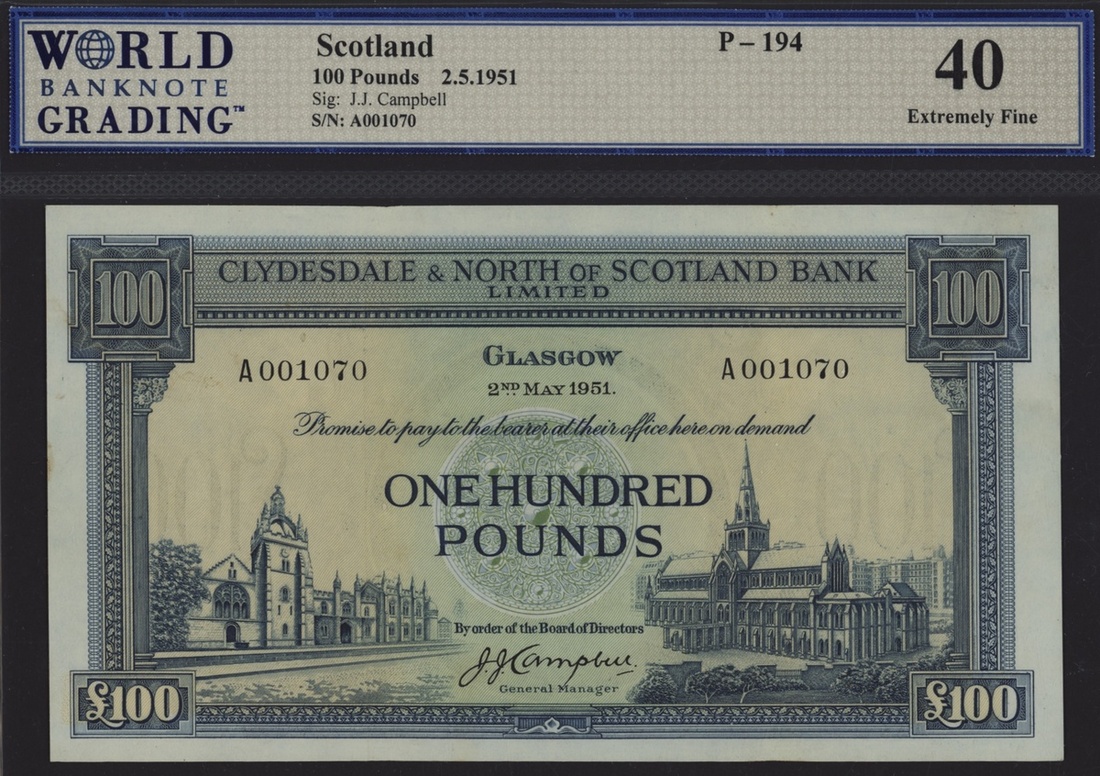 WORLD
BANKNOTE
GRADING™
Scotland
100 Pounds 2.5.1951
Sig: J.J. Campbell
S/N: A001070
P – 194
40
Extremely Fine
100
CLYDESDALE & NORTH OF SCOTLAND BANK
LIMITED
100
A001070
GLASGOW
A001070
2ND. MAY 1951.
Promise to pay to the bearer at their office here on demand
ONE HUNDRED
POUNDS
By order of the Board of Directors
J.J. Campbell
General Manager
£100
£100